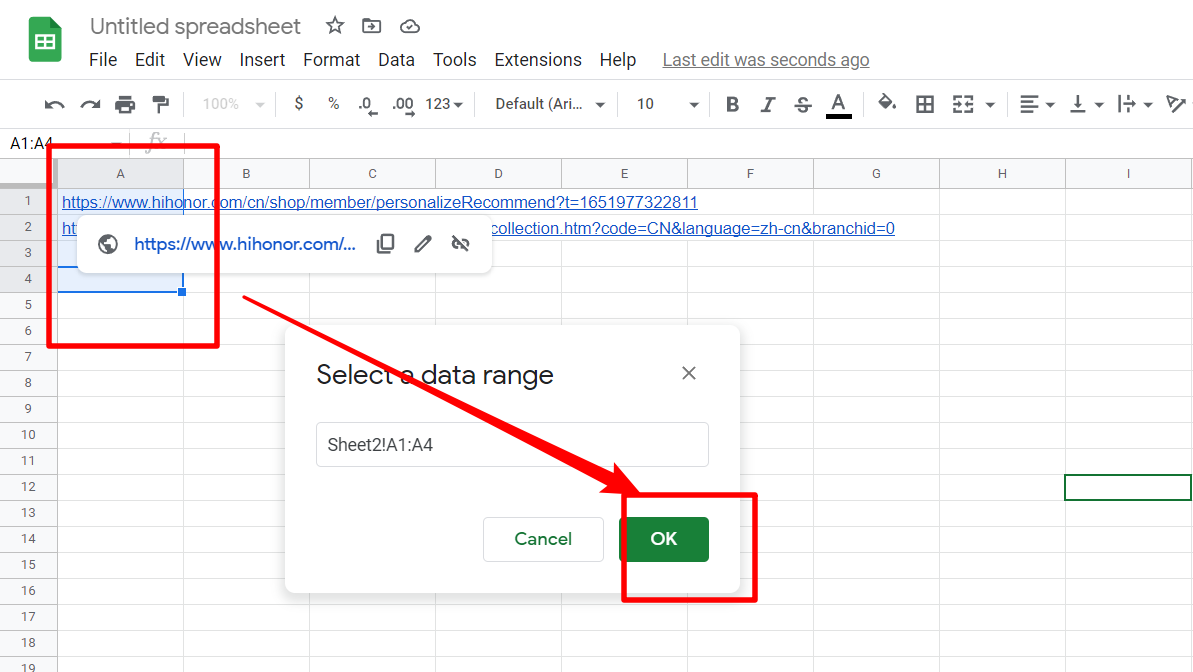 Untitled spreadsheet
File Edit View Insert Format Data Tools Extensions Help Last edit was seconds ago
100% $ % .0 .00 123 Default (Ari... 10 B I S A
A1:A4 fx
A B C D E F G H I
1 https://www.hihonor.com/cn/shop/member/personalizeRecommend?t=1651977322811
2 collection.htm?code=CN&language=zh-cn&branchid=0
https://www.hihonor.com/...
3
4
5
6
7
Select a data range
8
9
10
Sheet2!A1:A4
11
12
13
14
Cancel OK
15
16
17
18
19